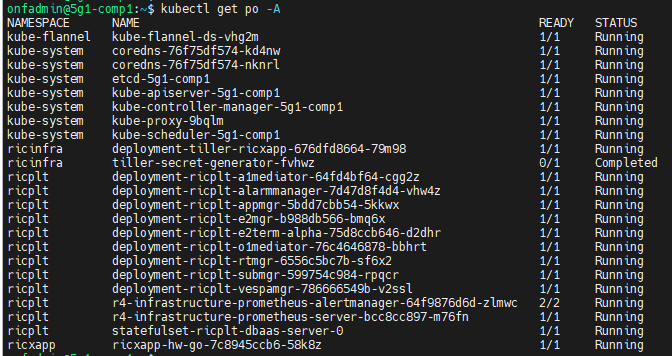 onfadmin@5g1-comp1:~$ kubectl get po -A
NAMESPACE NAME READY STATUS
kube-flannel kube-flannel-ds-vhg2m 1/1 Running
kube-system coredns-76f75df574-kd4nw 1/1 Running
kube-system coredns-76f75df574-nknrl 1/1 Running
kube-system etcd-5g1-comp1 1/1 Running
kube-system kube-apiserver-5g1-comp1 1/1 Running
kube-system kube-controller-manager-5g1-comp1 1/1 Running
kube-system kube-proxy-9bqlm 1/1 Running
kube-system kube-scheduler-5g1-comp1 1/1 Running
ricinfra deployment-tiller-ricxapp-676dfd8664-79m98 1/1 Running
ricinfra tiller-secret-generator-fvhwz 0/1 Completed
ricplt deployment-ricplt-a1mediator-64fd4bf64-cgg2z 1/1 Running
ricplt deployment-ricplt-alarmmanager-7d47d8f4d4-vhw4z 1/1 Running
ricplt deployment-ricplt-appmgr-5bdd7cbb54-5kkwx 1/1 Running
ricplt deployment-ricplt-e2mgr-b988db566-bmq6x 1/1 Running
ricplt deployment-ricplt-e2term-alpha-75d8ccb646-d2dhr 1/1 Running
ricplt deployment-ricplt-o1mediator-76c4646878-bbhrt 1/1 Running
ricplt deployment-ricplt-rtmgr-6556c5bc7b-sf6x2 1/1 Running
ricplt deployment-ricplt-submgr-599754c984-rpqcr 1/1 Running
ricplt deployment-ricplt-vespamgr-786666549b-v2ssl 1/1 Running
ricplt r4-infrastructure-prometheus-alertmanager-64f9876d6d-zlmwc 2/2 Running
ricplt r4-infrastructure-prometheus-server-bcc8cc897-m76fn 1/1 Running
ricplt statefulset-ricplt-dbaas-server-0 1/1 Running
ricxapp ricxapp-hw-go-7c8945ccb6-58k8z 1/1 Running